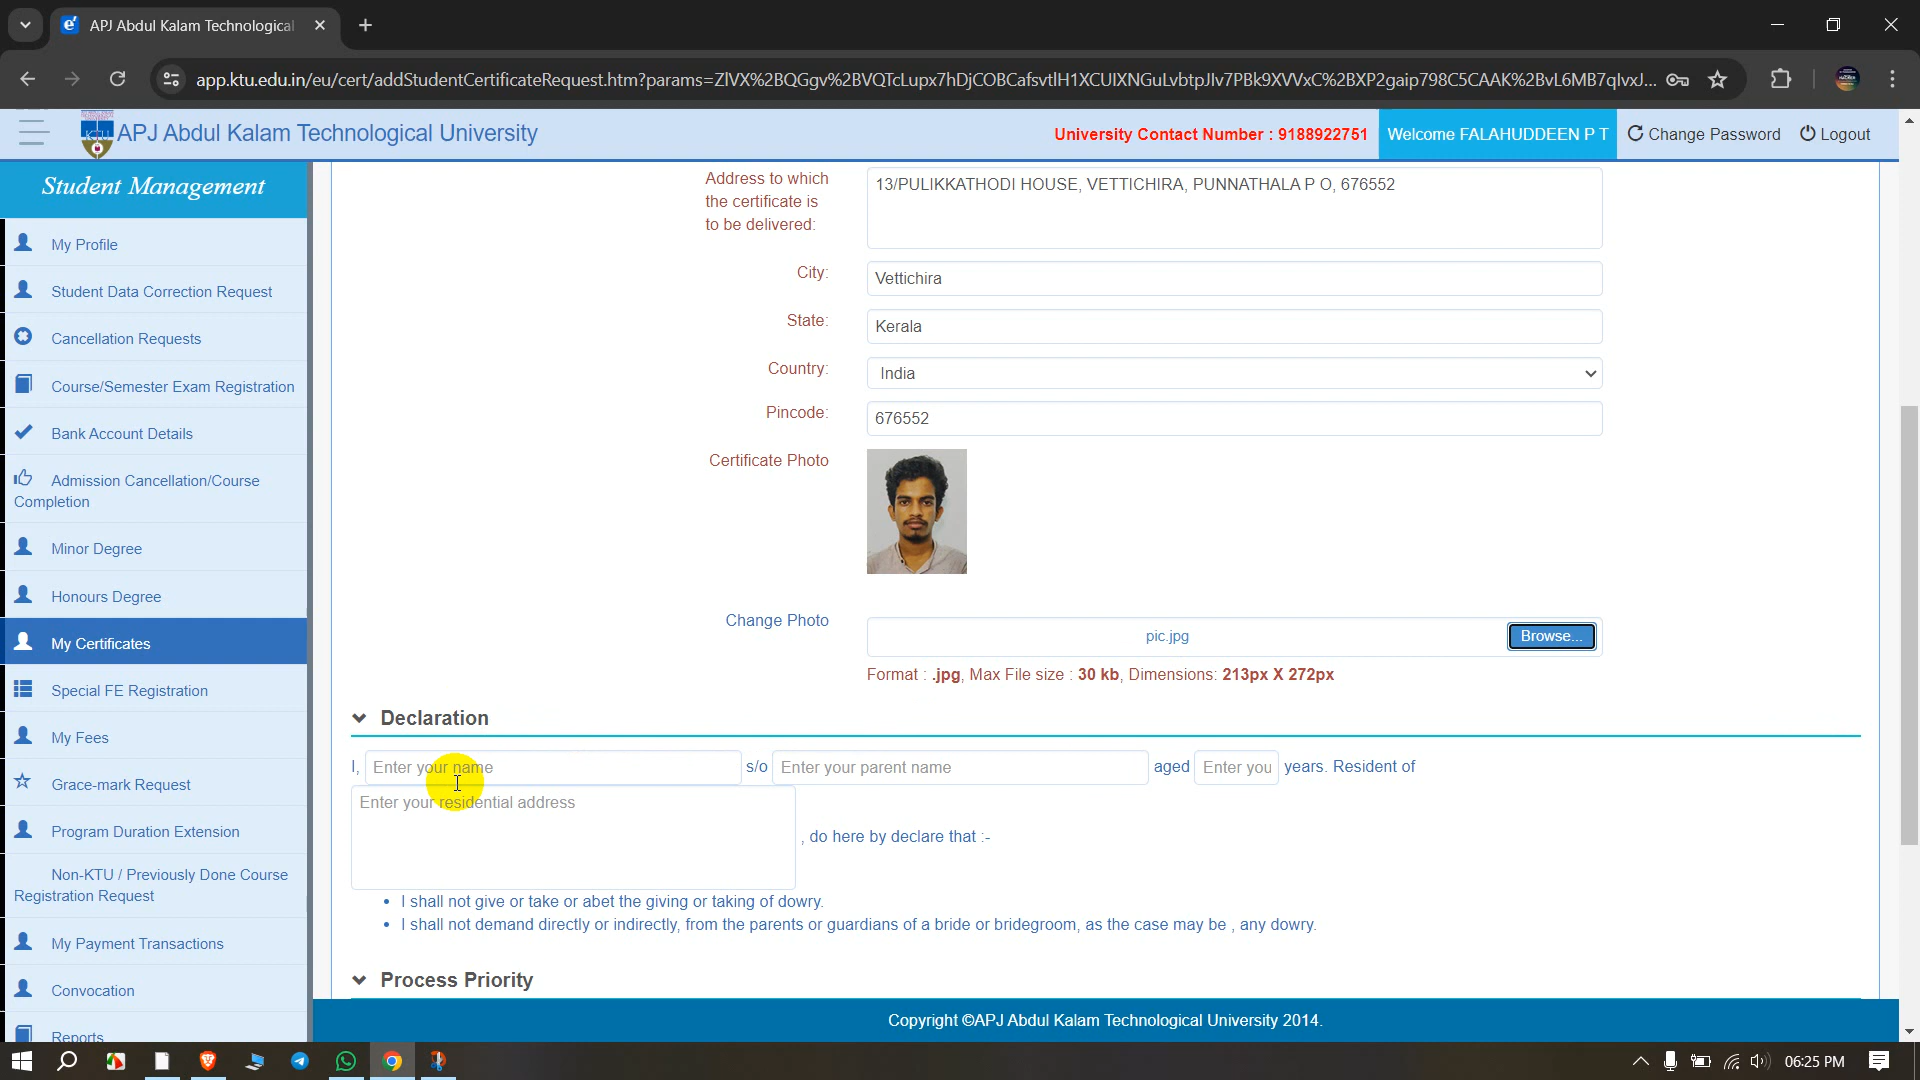 APJ Abdul Kalam Technological
app.ktu.edu.in/eu/cert/addStudentCertificateRequest.htm?params=ZlVX%2BQGgv%2BVQTcLupx7hDjCOBCafsvtlH1XCUIXNGuLvbtpJlv7PBk9XVVxC%2BXP2gaip798C5CAAK%2BvL6MB7qlvxJ...
APJ Abdul Kalam Technological University
University Contact Number : 9188922751
Welcome FALAHUDDEEN P T
Change Password
Logout
Student Management
My Profile
Student Data Correction Request
Cancellation Requests
Course/Semester Exam Registration
Bank Account Details
Admission Cancellation/Course
Completion
Minor Degree
Honours Degree
My Certificates
Special FE Registration
My Fees
Grace-mark Request
Program Duration Extension
Non-KTU / Previously Done Course
Registration Request
My Payment Transactions
Convocation
Reports
Address to which
the certificate is
to be delivered:
13/PULIKKATHODI HOUSE, VETTICHIRA, PUNNATHALA P O, 676552
City:
Vettichira
State:
Kerala
Country:
India
Pincode:
676552
Certificate Photo
Change Photo
pic.jpg
Browse...
Format : .jpg, Max File size : 30 kb, Dimensions: 213px X 272px
Declaration
I, Enter your name s/o Enter your parent name aged Enter you years. Resident of
Enter your residential address
, do here by declare that :-
• I shall not give or take or abet the giving or taking of dowry.
• I shall not demand directly or indirectly, from the parents or guardians of a bride or bridegroom, as the case may be , any dowry.
Process Priority
Copyright ©APJ Abdul Kalam Technological University 2014.
06:25 PM